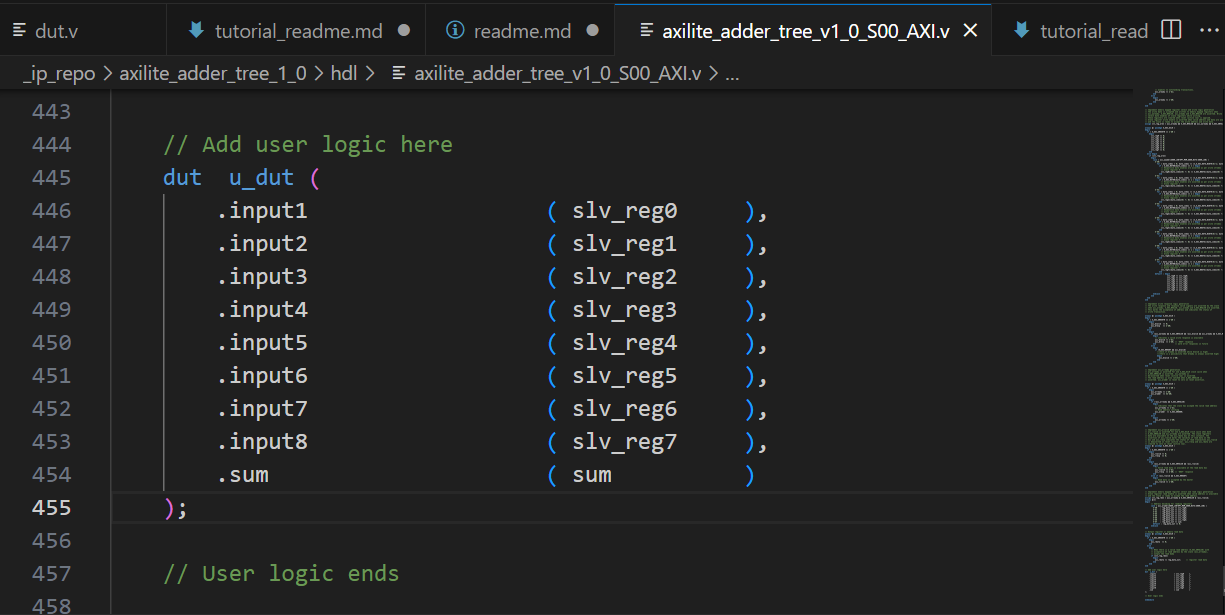 dut.v tutorial_readme.md readme.md axilite_adder_tree_v1_0_S00_AXI.v tutorial_read
_ip_repo > axilite_adder_tree_1_0 > hdl > axilite_adder_tree_v1_0_S00_AXI.v > ...
443
444 // Add user logic here
445 dut  u_dut (
446 .input1 ( slv_reg0 ),
447 .input2 ( slv_reg1 ),
448 .input3 ( slv_reg2 ),
449 .input4 ( slv_reg3 ),
450 .input5 ( slv_reg4 ),
451 .input6 ( slv_reg5 ),
452 .input7 ( slv_reg6 ),
453 .input8 ( slv_reg7 ),
454 .sum ( sum )
455 );
456
457 // User logic ends
458